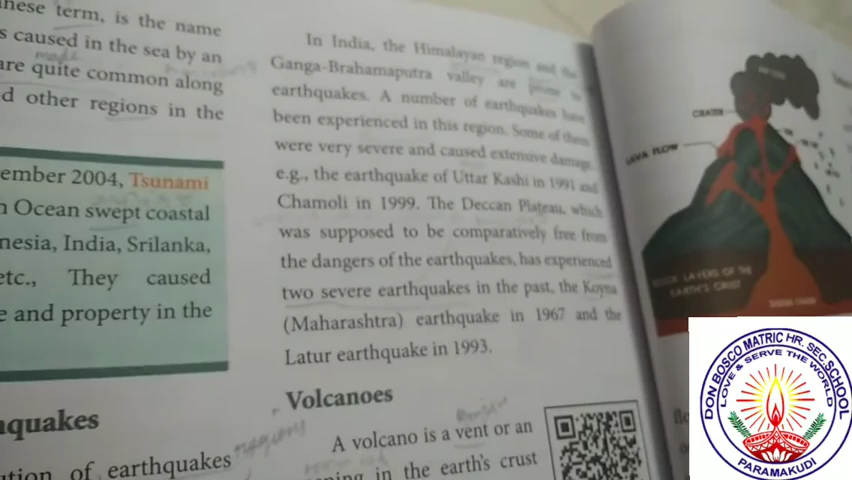 nese term, is the name
s caused in the sea by an
are quite common along
d other regions in the
ember 2004, Tsunami
n Ocean swept coastal
nesia, India, Srilanka,
etc., They caused
e and property in the
hquakes
ution of earthquakes
In India, the Himalayan region and the
Ganga-Brahamaputra valley are prone to
earthquakes. A number of earthquakes have
been experienced in this region. Some of them
were very severe and caused extensive damage,
e.g., the earthquake of Uttar Kashi in 1991 and
Chamoli in 1999. The Deccan Plateau, which
was supposed to be comparatively free from
the dangers of the earthquakes, has experienced
two severe earthquakes in the past, the Koyna
(Maharashtra) earthquake in 1967 and the
Latur earthquake in 1993.
Volcanoes
A volcano is a vent or an
ning in the earth's crust
CRATER
LAVA FLOW
ROCK LAYERS OF THE
EARTH'S CRUST
DON BOSCO MATRIC HR. SEC SCHOOL
LOVE & SERVE THE WORLD
PARAMAKUDI